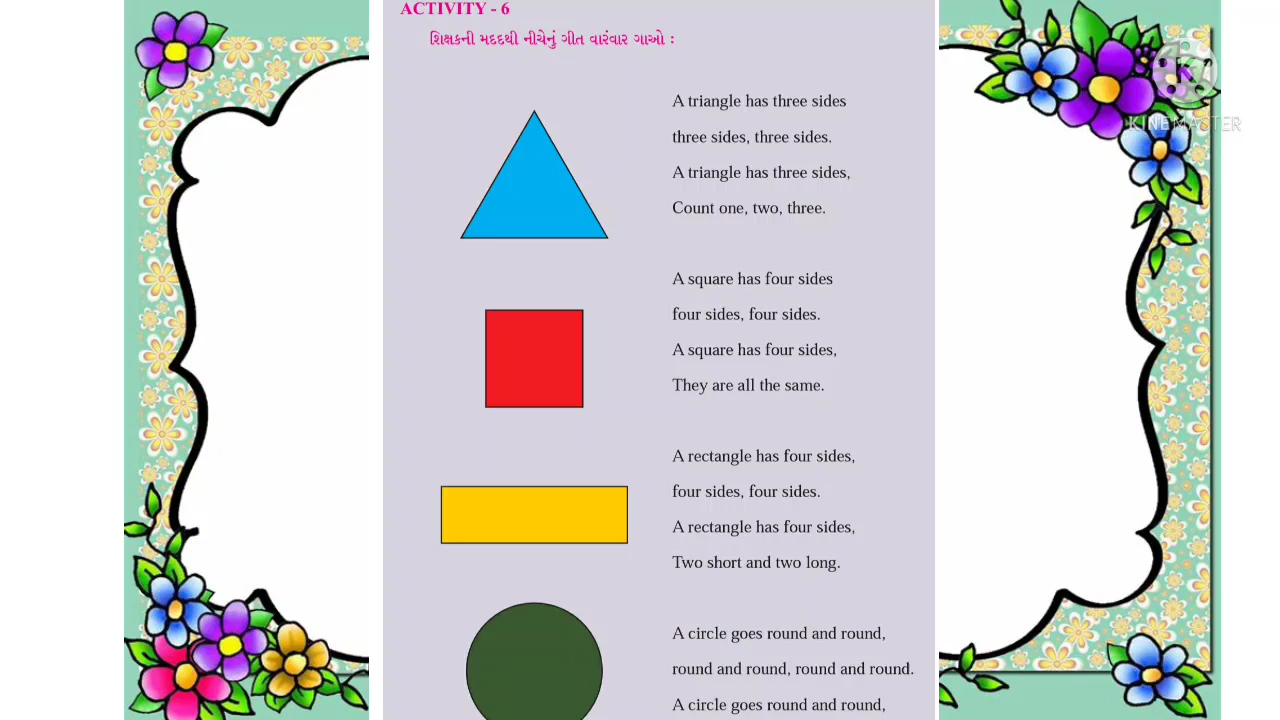 ACTIVITY - 6
શિક્ષકની મદદથી નીચેનું ગીત વારંવાર ગાઓ :
A triangle has three sides
three sides, three sides.
A triangle has three sides,
Count one, two, three.
A square has four sides
four sides, four sides.
A square has four sides,
They are all the same.
A rectangle has four sides,
four sides, four sides.
A rectangle has four sides,
Two short and two long.
A circle goes round and round,
round and round, round and round.
A circle goes round and round,
K
KINEMASTER